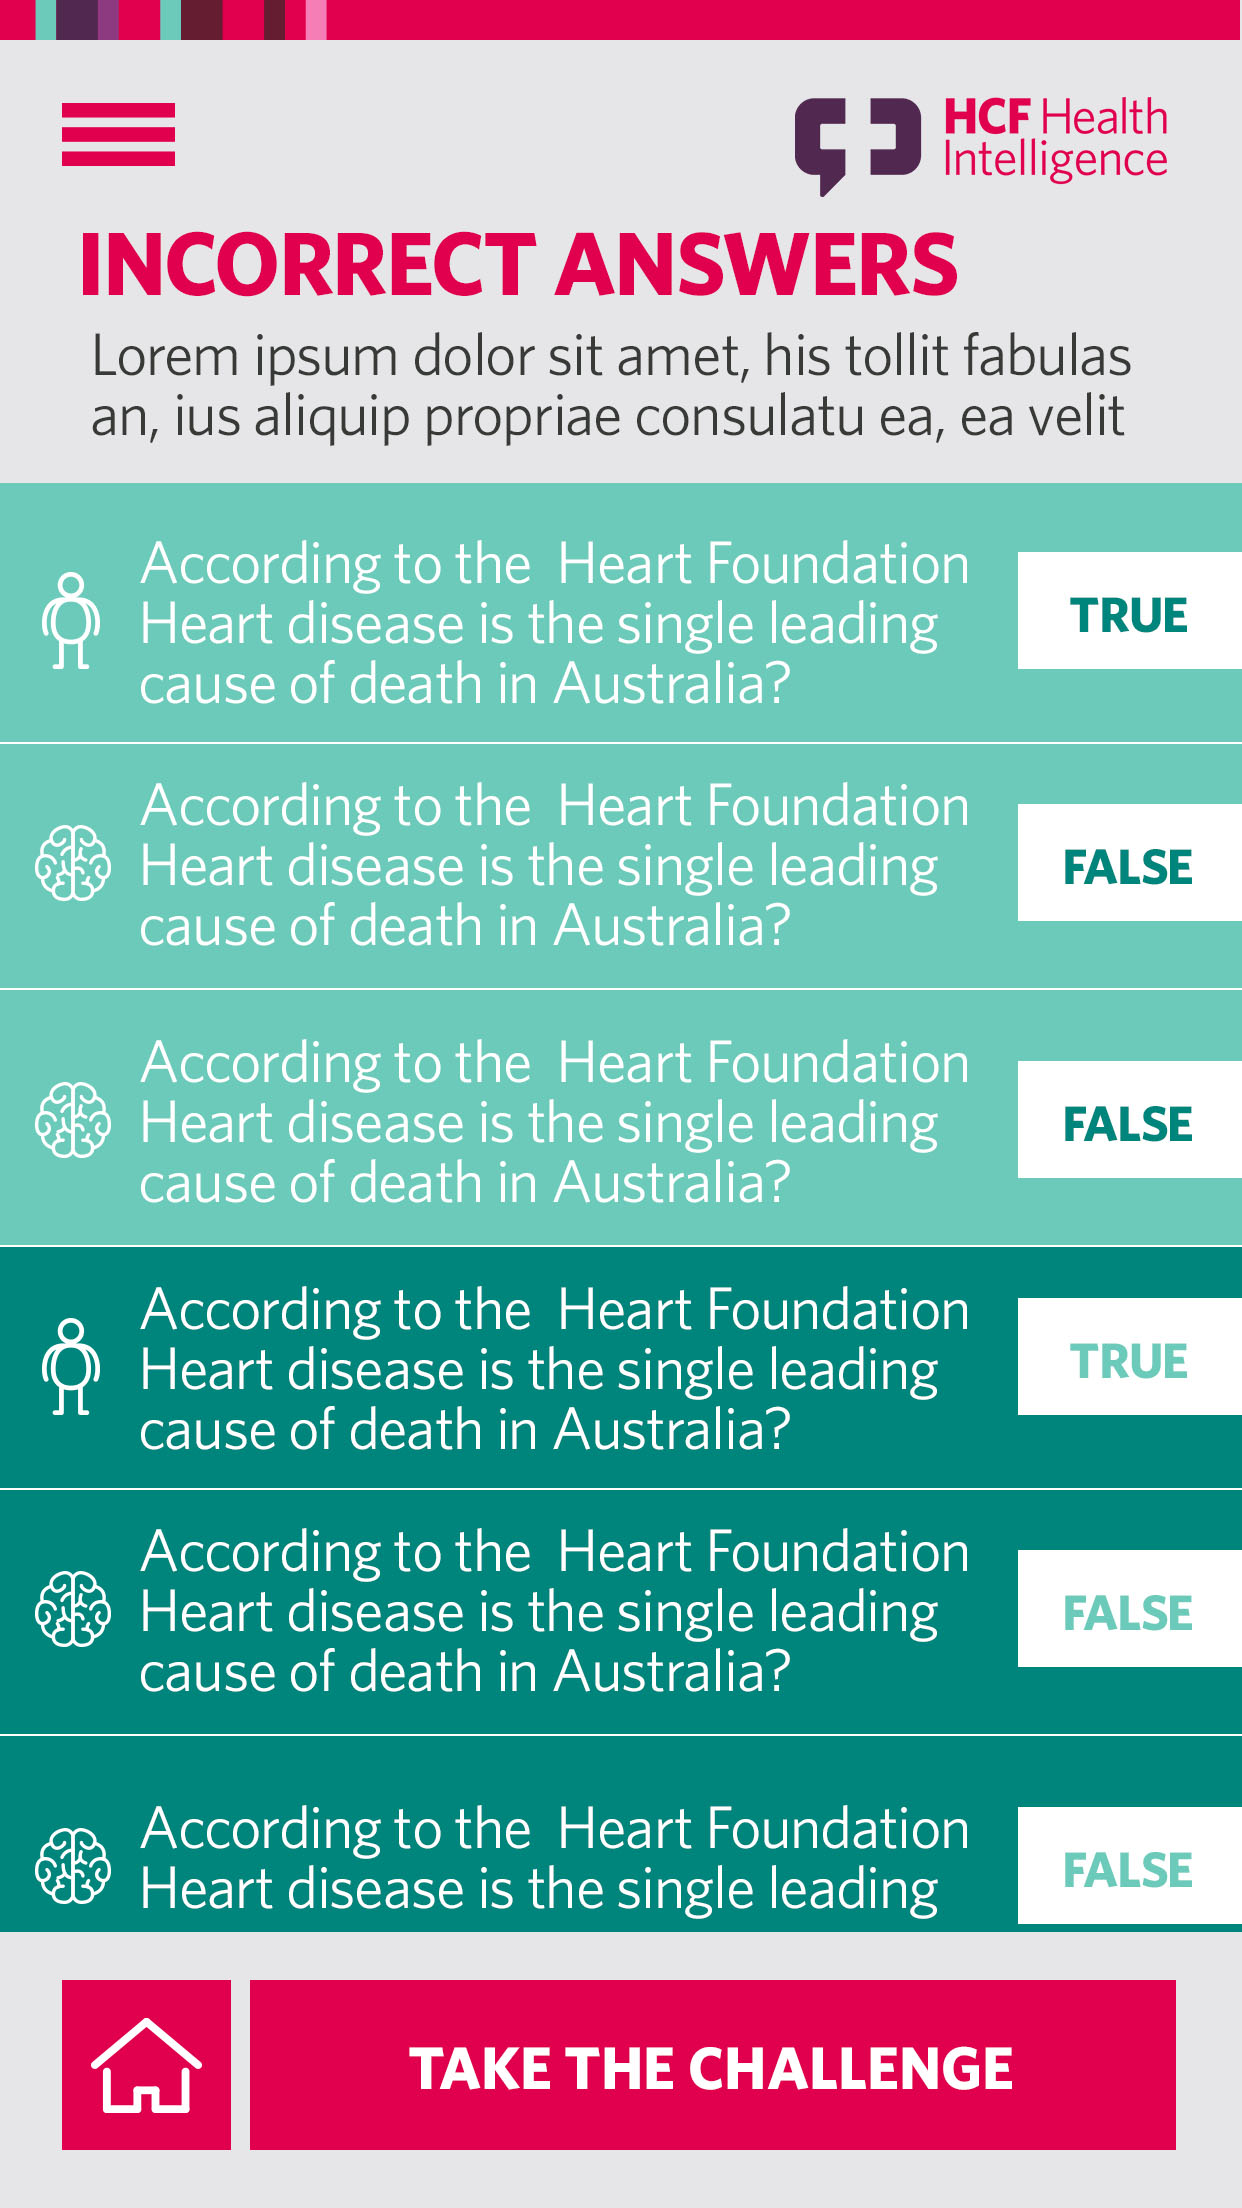 HCF Health
Intelligence
INCORRECT ANSWERS
Lorem ipsum dolor sit amet, his tollit fabulas
an, ius aliquip propriae consulatu ea, ea velit
According to the  Heart Foundation
Heart disease is the single leading
cause of death in Australia?
TRUE
According to the  Heart Foundation
Heart disease is the single leading
cause of death in Australia?
FALSE
According to the  Heart Foundation
Heart disease is the single leading
cause of death in Australia?
FALSE
According to the  Heart Foundation
Heart disease is the single leading
cause of death in Australia?
TRUE
According to the  Heart Foundation
Heart disease is the single leading
cause of death in Australia?
FALSE
According to the  Heart Foundation
Heart disease is the single leading
FALSE
TAKE THE CHALLENGE